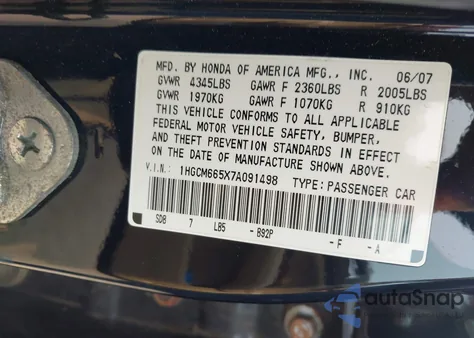 MFD. BY HONDA OF AMERICA MFG., INC. 06/07
GVWR 4345LBS GAWR F 2360LBS R 2005LBS
GVWR 1970KG GAWR F 1070KG R 910KG
THIS VEHICLE CONFORMS TO ALL APPLICABLE
FEDERAL MOTOR VEHICLE SAFETY, BUMPER,
AND THEFT PREVENTION STANDARDS IN EFFECT
ON THE DATE OF MANUFACTURE SHOWN ABOVE.
V.I.N.: 1HGCM665X7A091498 TYPE: PASSENGER CAR
SDB 7 LB5 -B92P -F -A
autoSnap